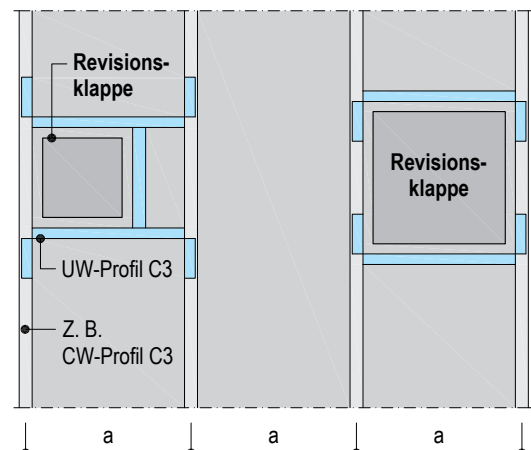 Revisions-
klappe
Revisions-
klappe
UW-Profil C3
Z. B.
CW-Profil C3
a
a
a